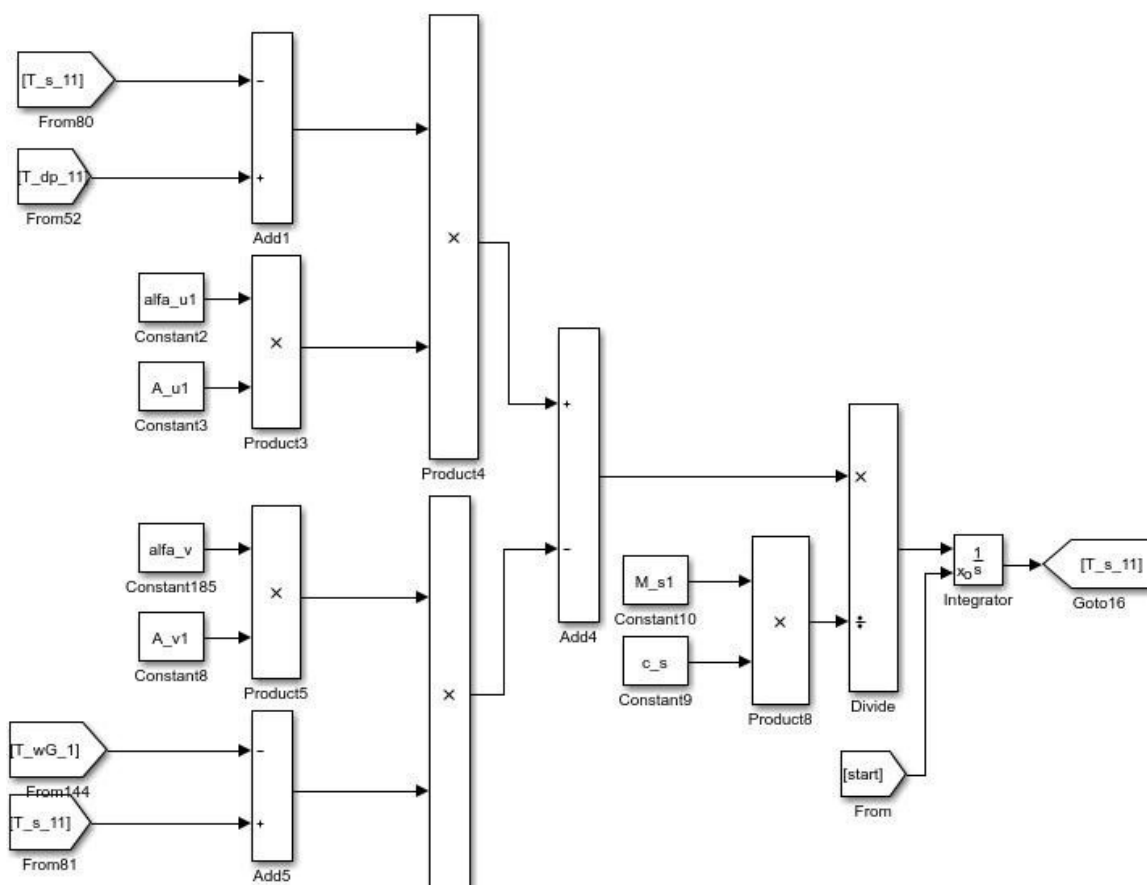 [T_s_11]
−
From80
[T_dp_11]
+
From52
Add1
×
alfa_u1
Constant2
×
A_u1
Constant3
Product3
Product4
+
−
Add4
alfa_v
Constant185
×
A_v1
Constant8
Product5
×
[T_wG_1]
−
From144
[T_s_11]
+
From81
Add5
M_s1
Constant10
×
c_s
Constant9
Product8
×
÷
Divide
1
s
xo
Integrator
[T_s_11]
Goto16
[start]
From